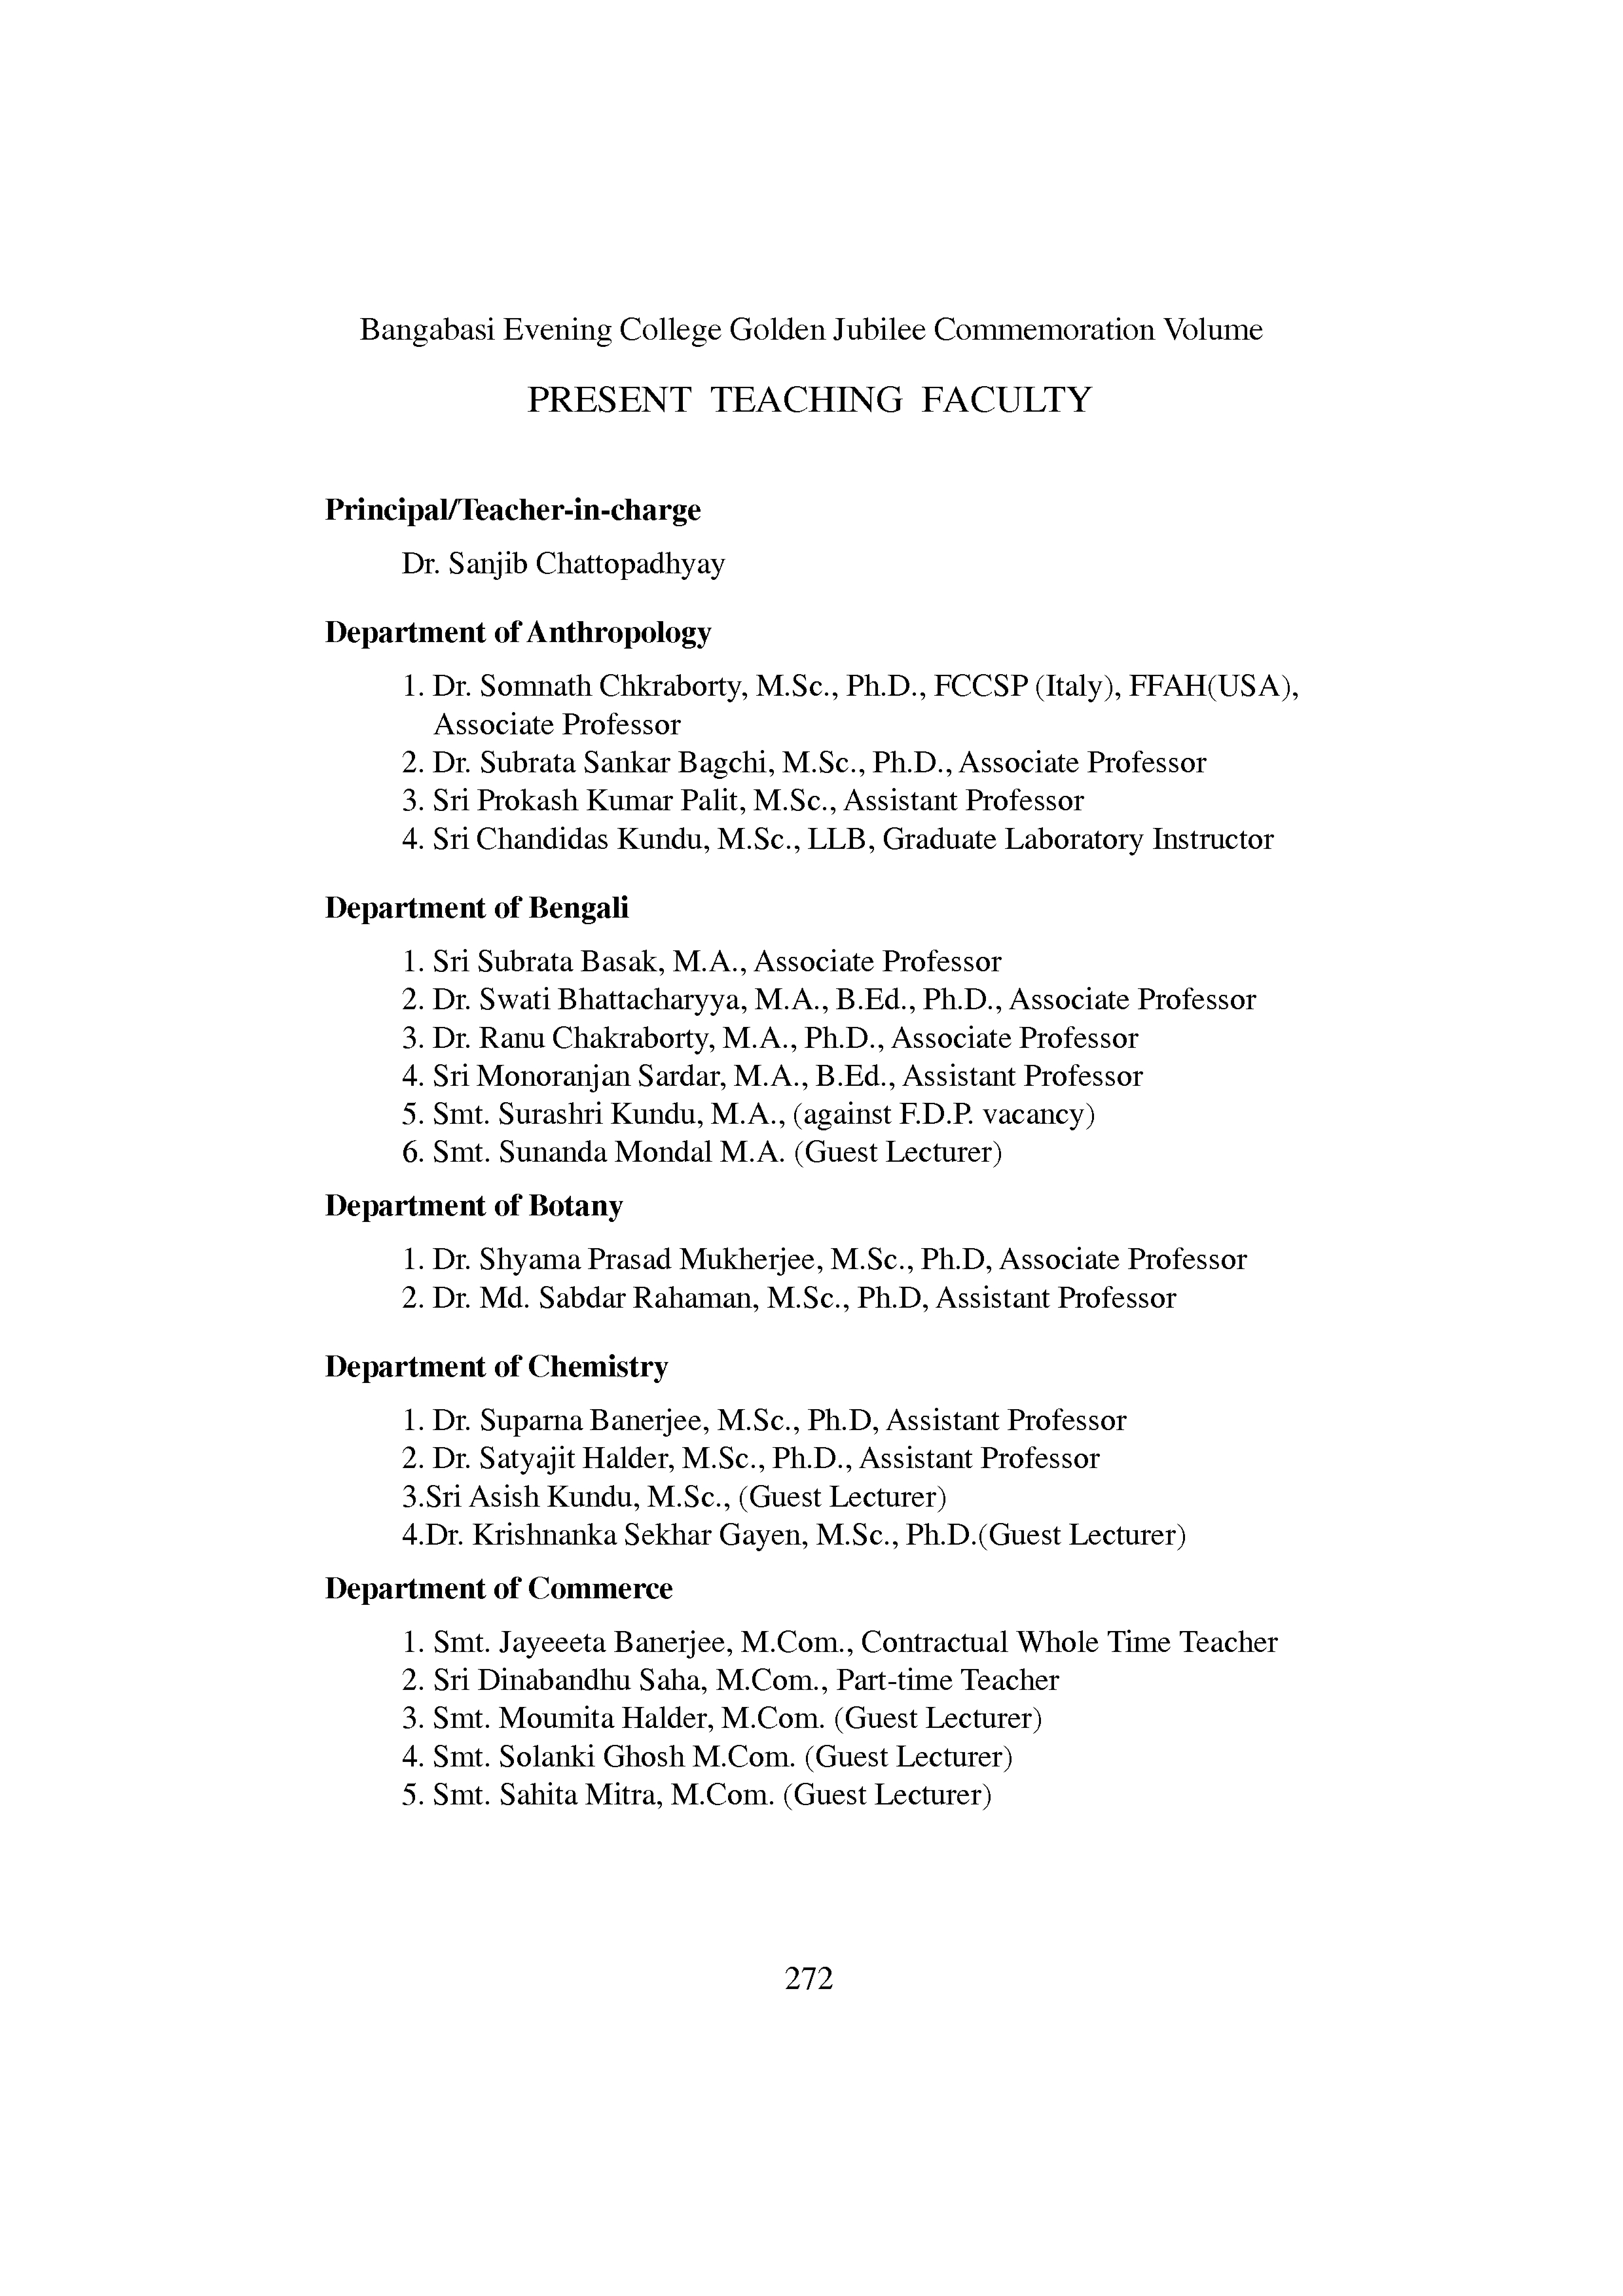 Bangabasi Evening College Golden Jubilee Commemoration Volume
PRESENT TEACHING FACULTY
Principal/Teacher-in-charge
Dr. Sanjib Chattopadhyay
Department of Anthropology
1. Dr. Somnath Chkraborty, M.Sc., Ph.D., FCCSP (Italy), FFAH(USA),
Associate Professor
2. Dr. Subrata Sankar Bagchi, M.Sc., Ph.D., Associate Professor
3. Sri Prokash Kumar Palit, M.Sc., Assistant Professor
4. Sri Chandidas Kundu, M.Sc., LLB, Graduate Laboratory Instructor
Department of Bengali
1. Sri Subrata Basak, M.A., Associate Professor
2. Dr. Swati Bhattacharyya, M.A., B.Ed., Ph.D., Associate Professor
3. Dr. Ranu Chakraborty, M.A., Ph.D., Associate Professor
4. Sri Monoranjan Sardar, M.A., B.Ed., Assistant Professor
5. Smt. Surashri Kundu, M.A., (against F.D.P. vacancy)
6. Smt. Sunanda Mondal M.A. (Guest Lecturer)
Department of Botany
1. Dr. Shyama Prasad Mukherjee, M.Sc., Ph.D, Associate Professor
2. Dr. Md. Sabdar Rahaman, M.Sc., Ph.D, Assistant Professor
Department of Chemistry
1. Dr. Suparna Banerjee, M.Sc., Ph.D, Assistant Professor
2. Dr. Satyajit Halder, M.Sc., Ph.D., Assistant Professor
3.Sri Asish Kundu, M.Sc., (Guest Lecturer)
4.Dr. Krishnanka Sekhar Gayen, M.Sc., Ph.D.(Guest Lecturer)
Department of Commerce
1. Smt. Jayeeeta Banerjee, M.Com., Contractual Whole Time Teacher
2. Sri Dinabandhu Saha, M.Com., Part-time Teacher
3. Smt. Moumita Halder, M.Com. (Guest Lecturer)
4. Smt. Solanki Ghosh M.Com. (Guest Lecturer)
5. Smt. Sahita Mitra, M.Com. (Guest Lecturer)
272